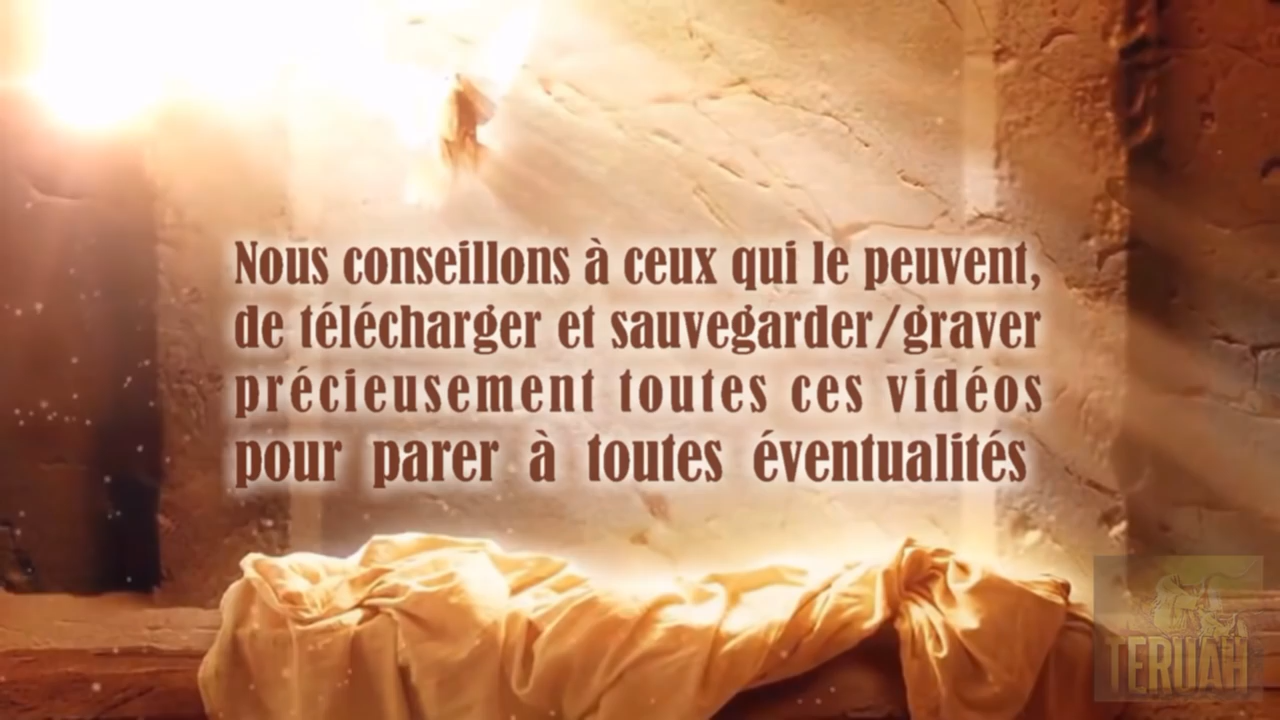 Nous conseillons à ceux qui le peuvent,
de télécharger et sauvegarder/graver
précieusement toutes ces vidéos
pour parer à toutes éventualités
TERUAH